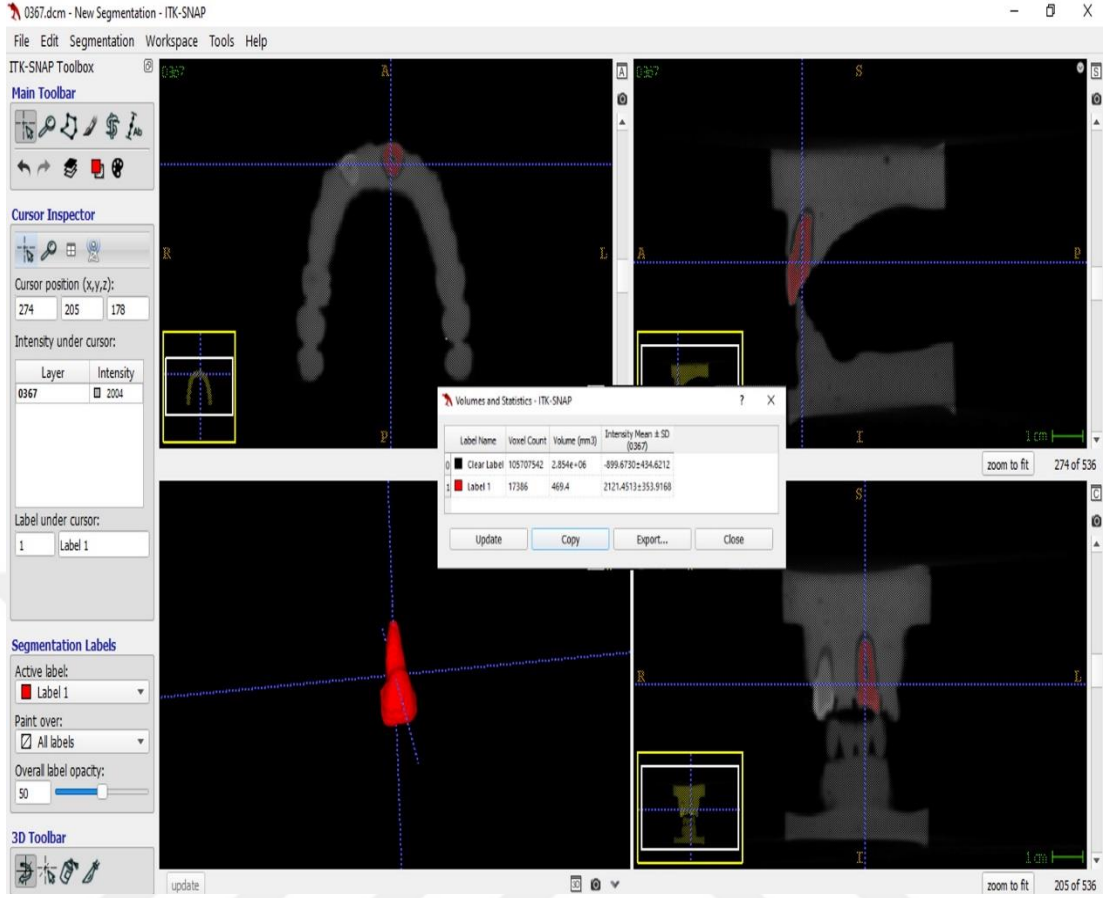 0367.dcm - New Segmentation - ITK-SNAP
File Edit Segmentation Workspace Tools Help
ITK-SNAP Toolbox
Main Toolbar
Cursor Inspector
Cursor position (x,y,z):
274 205 178
Intensity under cursor:
Layer Intensity
0367 2004
Label under cursor:
1 Label 1
Segmentation Labels
Active label:
Label 1
Paint over:
All labels
Overall label opacity:
50
3D Toolbar
0367
A
R
L
P
A
0367
S
A
P
I
1 cm
S
zoom to fit 274 of 536
Volumes and Statistics - ITK-SNAP ? X
Label Name Voxel Count Volume (mm3) Intensity Mean ± SD
(0367)
0 Clear Label 105707542 2.854e+06 -899.6730±434.6212
1 Label 1 17386 469.4 2121.4513±353.9168
Update Copy Export... Close
update
3D
S
R
L
I
1 cm
C
zoom to fit 205 of 536